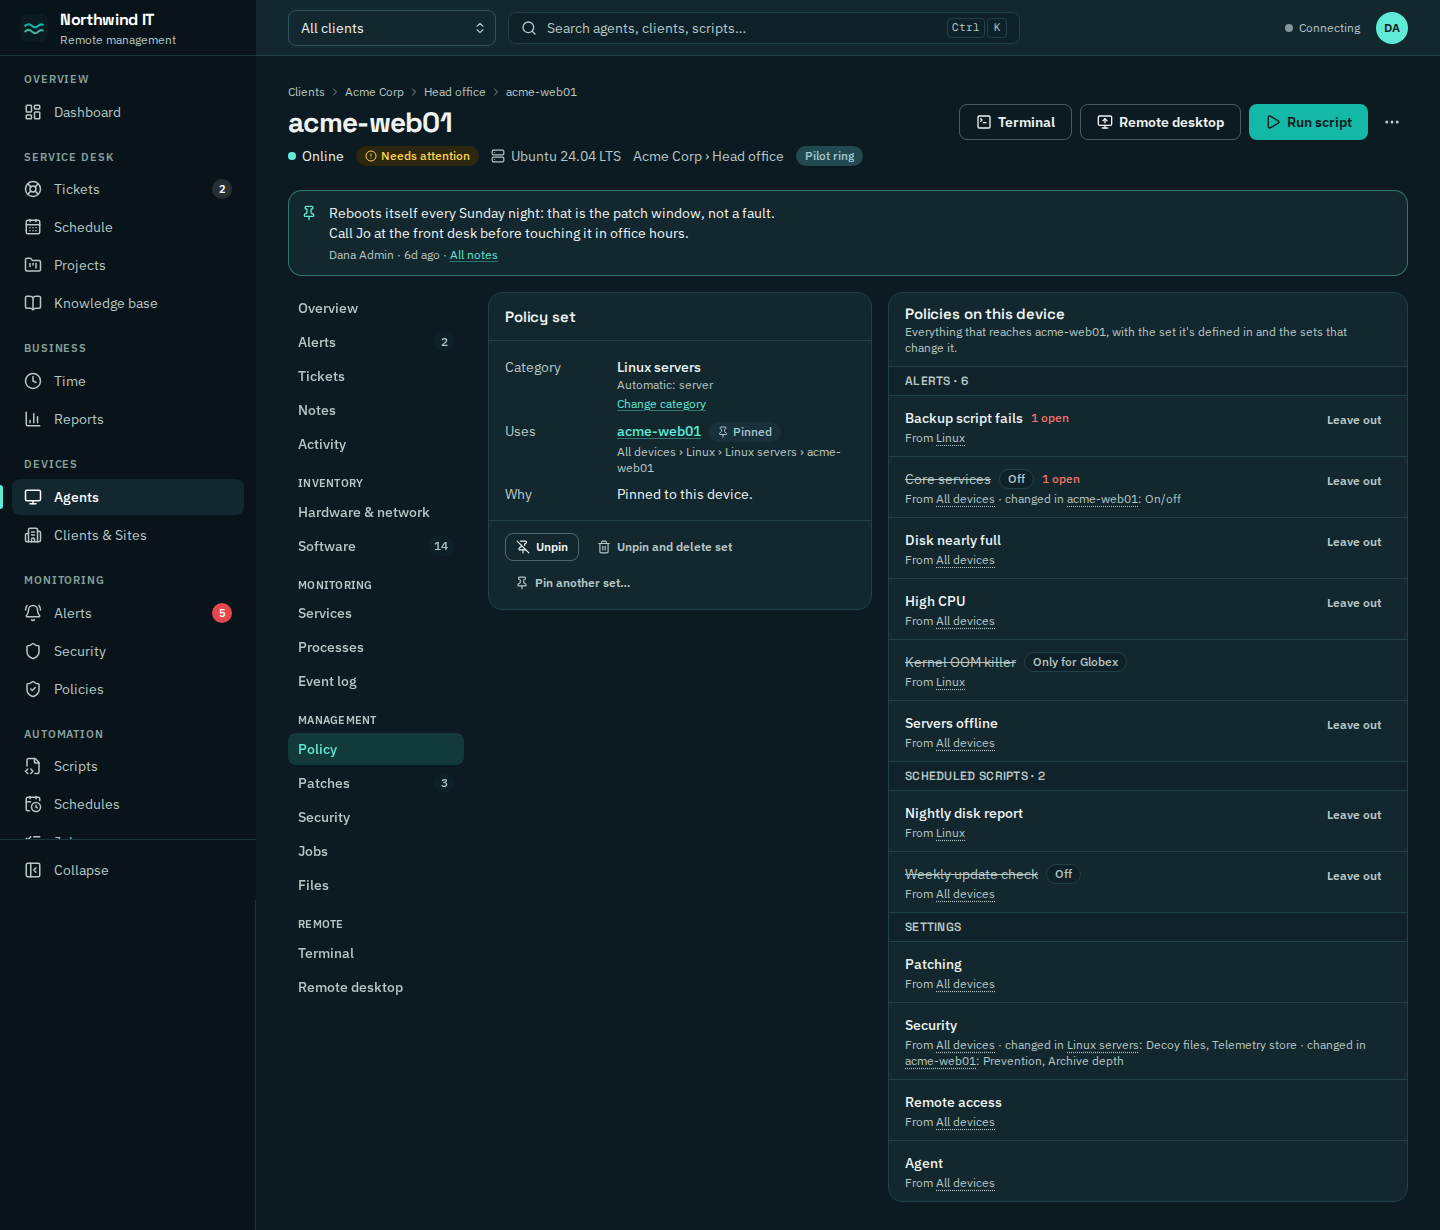 Northwind IT
Remote management
All clients
Search agents, clients, scripts...
Ctrl K
Connecting
DA
OVERVIEW
Dashboard
SERVICE DESK
Tickets 2
Schedule
Projects
Knowledge base
BUSINESS
Time
Reports
DEVICES
Agents
Clients & Sites
MONITORING
Alerts 5
Security
Policies
AUTOMATION
Scripts
Schedules
Collapse
Clients > Acme Corp > Head office > acme-web01
acme-web01
Terminal
Remote desktop
Run script
Online
Needs attention
Ubuntu 24.04 LTS
Acme Corp › Head office
Pilot ring
Reboots itself every Sunday night: that is the patch window, not a fault.
Call Jo at the front desk before touching it in office hours.
Dana Admin · 6d ago · All notes
Overview
Alerts 2
Tickets
Notes
Activity
INVENTORY
Hardware & network
Software 14
MONITORING
Services
Processes
Event log
MANAGEMENT
Policy
Patches 3
Security
Jobs
Files
REMOTE
Terminal
Remote desktop
Policy set
Category Linux servers
Automatic: server
Change category
Uses acme-web01 Pinned
All devices › Linux › Linux servers › acme-
web01
Why Pinned to this device.
Unpin
Unpin and delete set
Pin another set...
Policies on this device
Everything that reaches acme-web01, with the set it's defined in and the sets that
change it.
ALERTS · 6
Backup script fails 1 open Leave out
From Linux
Core services Off 1 open Leave out
From All devices · changed in acme-web01: On/off
Disk nearly full Leave out
From All devices
High CPU Leave out
From All devices
Kernel OOM killer Only for Globex
From Linux
Servers offline Leave out
From All devices
SCHEDULED SCRIPTS · 2
Nightly disk report Leave out
From Linux
Weekly update check Off Leave out
From All devices
SETTINGS
Patching
From All devices
Security
From All devices · changed in Linux servers: Decoy files, Telemetry store · changed in
acme-web01: Prevention, Archive depth
Remote access
From All devices
Agent
From All devices